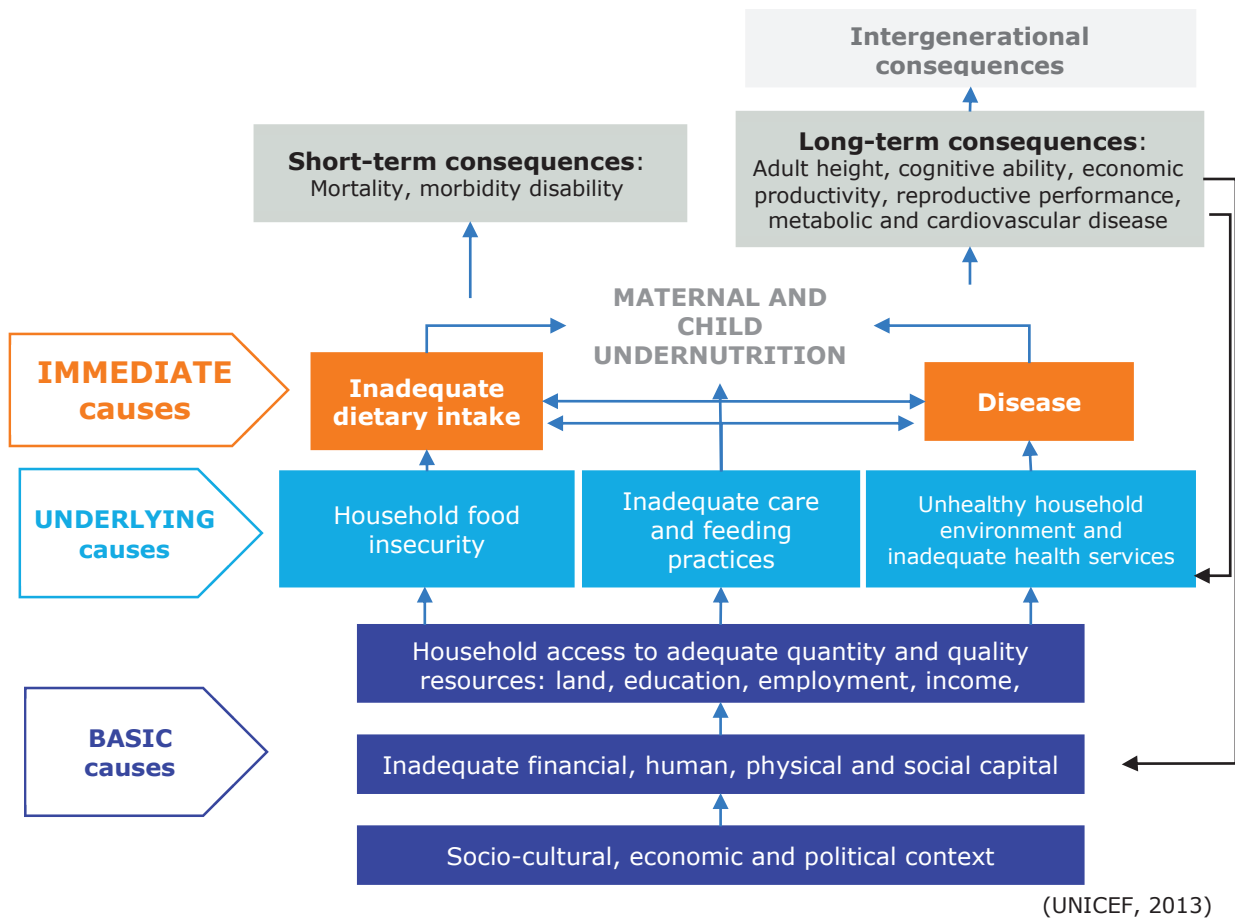 Intergenerational
consequences
Short-term consequences:
Mortality, morbidity disability
Long-term consequences:
Adult height, cognitive ability, economic
productivity, reproductive performance,
metabolic and cardiovascular disease
MATERNAL AND
CHILD
UNDERNUTRITION
IMMEDIATE
causes
Inadequate
dietary intake
Disease
UNDERLYING
causes
Household food
insecurity
Inadequate care
and feeding
practices
Unhealthy household
environment and
inadequate health services
BASIC
causes
Household access to adequate quantity and quality
resources: land, education, employment, income,
Inadequate financial, human, physical and social capital
Socio-cultural, economic and political context
(UNICEF, 2013)